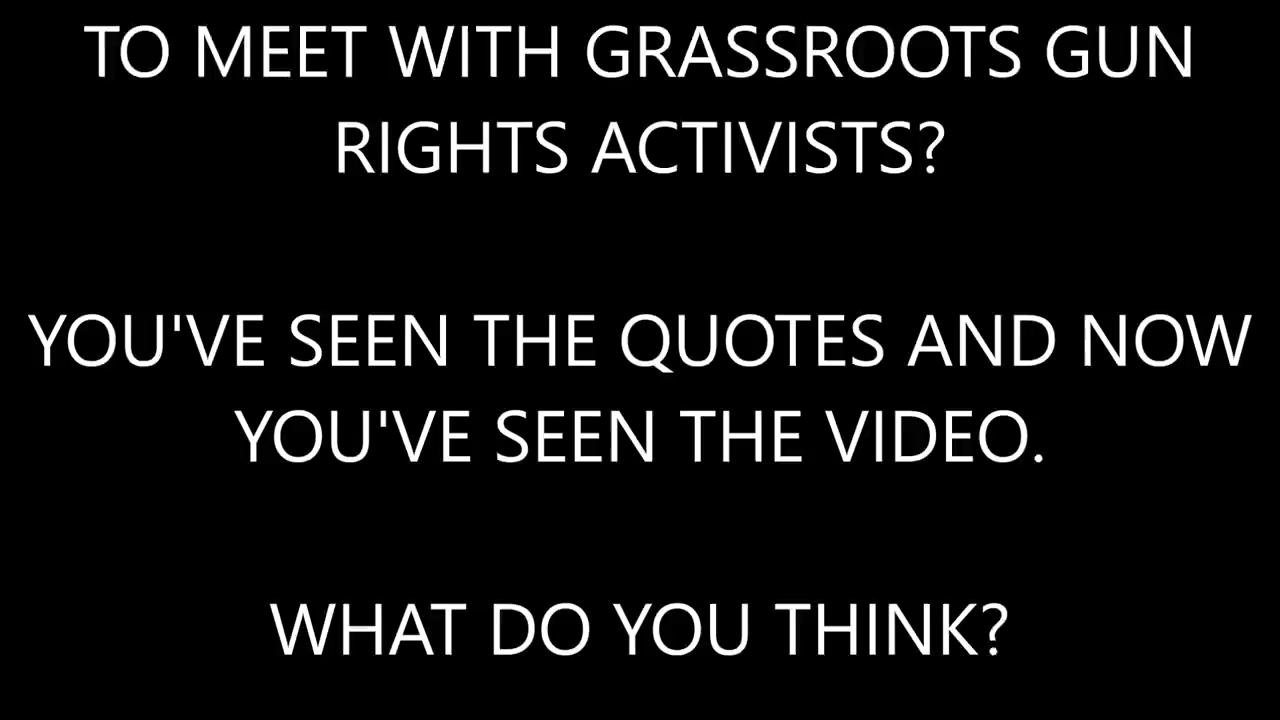 TO MEET WITH GRASSROOTS GUN
RIGHTS ACTIVISTS?
YOU'VE SEEN THE QUOTES AND NOW
YOU'VE SEEN THE VIDEO.
WHAT DO YOU THINK?